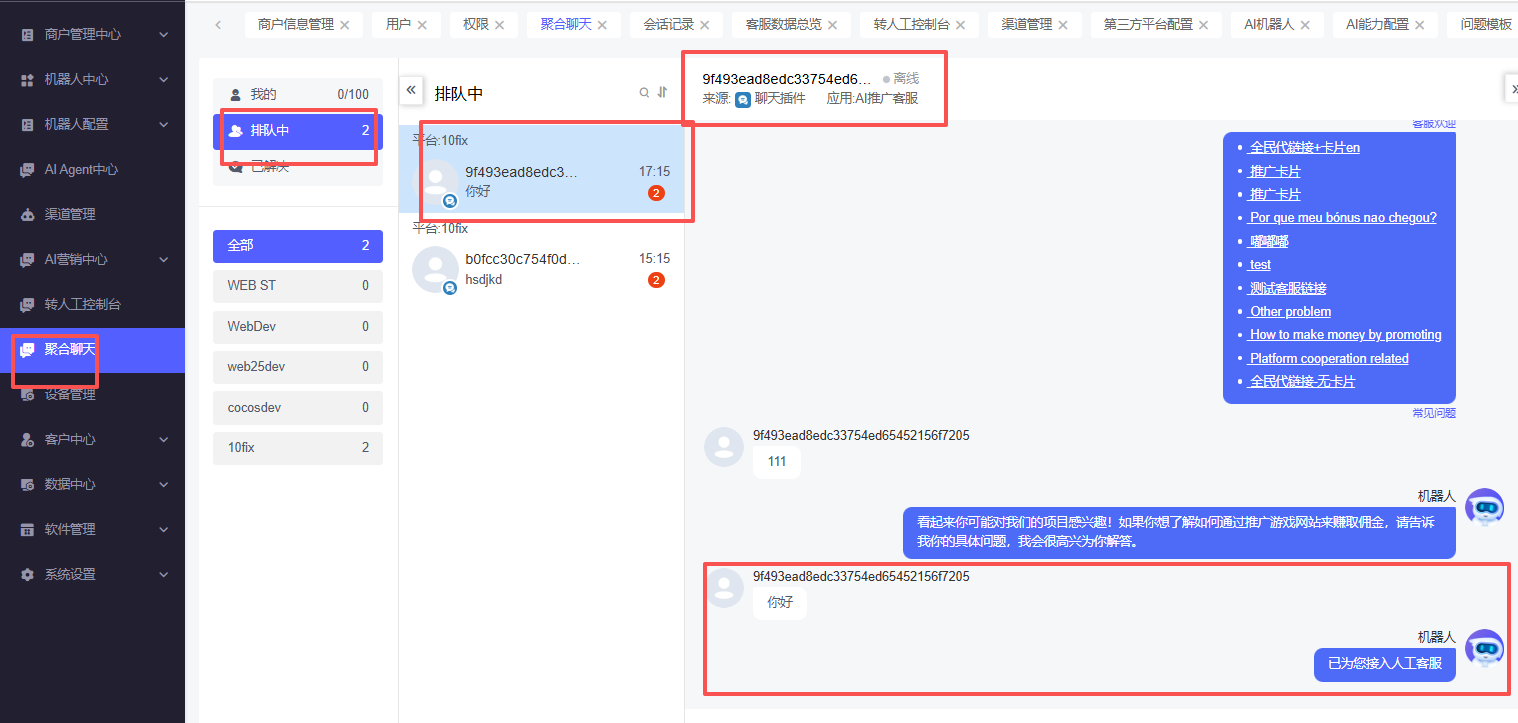 商户管理中心
机器人中心
机器人配置
AI Agent中心
渠道管理
AI营销中心
转人工控制台
聚合聊天
设备管理
客户中心
数据中心
软件管理
系统设置
商户信息管理
用户
权限
聚合聊天
会话记录
客服数据总览
转人工控制台
渠道管理
第三方平台配置
AI机器人
AI能力配置
问题模板
我的 0/100
排队中 2
已解决
全部 2
WEB ST 0
WebDev 0
web25dev 0
cocosdev 0
10fix 2
排队中
平台:10fix
9f493ead8edc3... 17:15
你好 2
平台:10fix
b0fcc30c754f0d... 15:15
hsdjkd 2
9f493ead8edc33754ed6... 离线
来源: 聊天插件 应用:AI推广客服
客服欢迎
全民代链接+卡片en
推广卡片
推广卡片
Por que meu bónus nao chegou?
嘟嘟嘟
test
测试客服链接
Other problem
How to make money by promoting
Platform cooperation related
全民代链接-无卡片
常见问题
9f493ead8edc33754ed65452156f7205
111
机器人
看起来你可能对我们的项目感兴趣！如果你想了解如何通过推广游戏网站来赚取佣金，请告诉
我你的具体问题，我会很高兴为你解答。
9f493ead8edc33754ed65452156f7205
你好
机器人
已为您接入人工客服